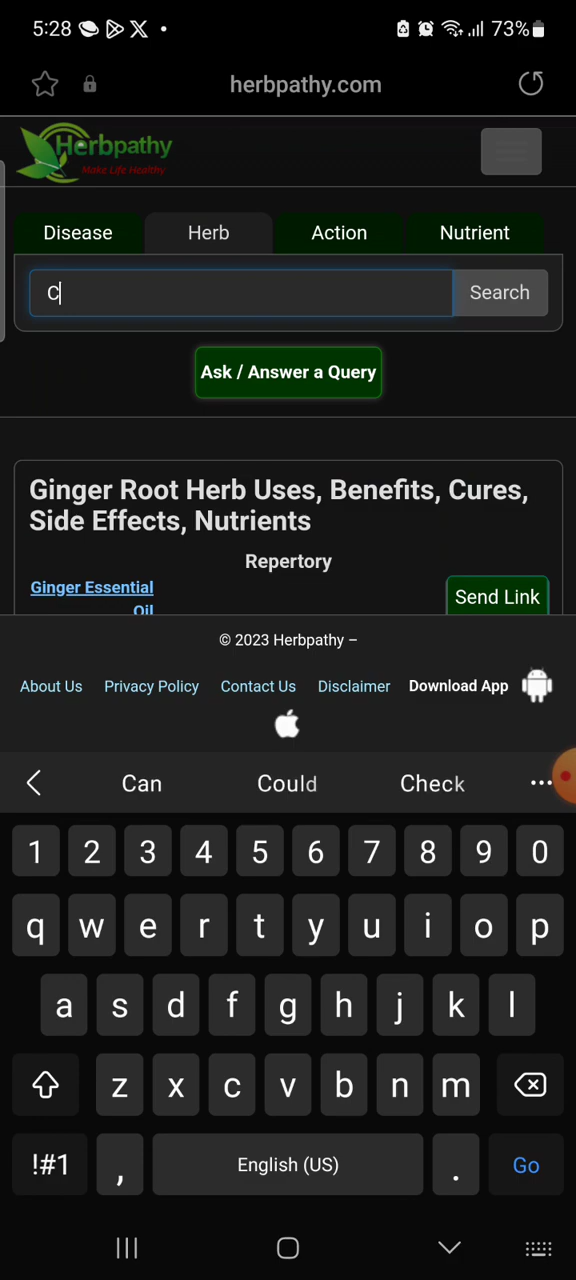 5:28 X 73%
herbpathy.com
Herbpathy
Make Life Healthy
Disease Herb Action Nutrient
C Search
Ask / Answer a Query
Ginger Root Herb Uses, Benefits, Cures,
Side Effects, Nutrients
Repertory
Ginger Essential Send Link
Oil
© 2023 Herbpathy –
About Us Privacy Policy Contact Us Disclaimer Download App
Can Could Check ...
1 2 3 4 5 6 7 8 9 0
q w e r t y u i o p
a s d f g h j k l
z x c v b n m
!#1 , English (US) . Go